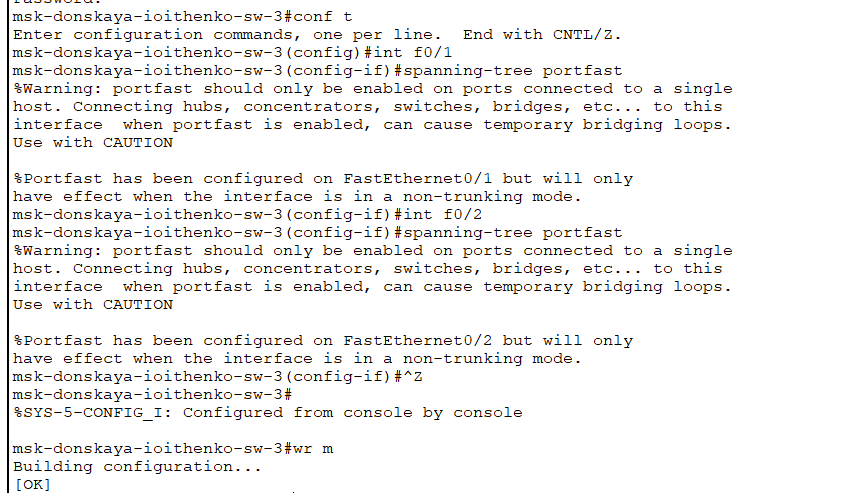 Password:
msk-donskaya-ioithenko-sw-3#conf t
Enter configuration commands, one per line.  End with CNTL/Z.
msk-donskaya-ioithenko-sw-3(config)#int f0/1
msk-donskaya-ioithenko-sw-3(config-if)#spanning-tree portfast
%Warning: portfast should only be enabled on ports connected to a single
host. Connecting hubs, concentrators, switches, bridges, etc... to this
interface  when portfast is enabled, can cause temporary bridging loops.
Use with CAUTION

%Portfast has been configured on FastEthernet0/1 but will only
have effect when the interface is in a non-trunking mode.
msk-donskaya-ioithenko-sw-3(config-if)#int f0/2
msk-donskaya-ioithenko-sw-3(config-if)#spanning-tree portfast
%Warning: portfast should only be enabled on ports connected to a single
host. Connecting hubs, concentrators, switches, bridges, etc... to this
interface  when portfast is enabled, can cause temporary bridging loops.
Use with CAUTION

%Portfast has been configured on FastEthernet0/2 but will only
have effect when the interface is in a non-trunking mode.
msk-donskaya-ioithenko-sw-3(config-if)#^Z
msk-donskaya-ioithenko-sw-3#
%SYS-5-CONFIG_I: Configured from console by console

msk-donskaya-ioithenko-sw-3#wr m
Building configuration...
[OK]